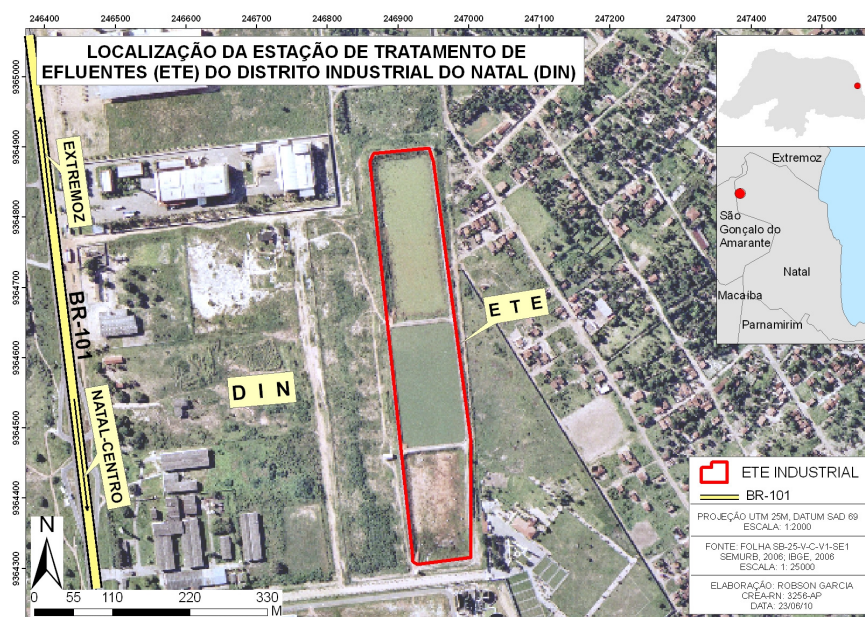 246400 246500 246600 246700 246800 246900 247000 247100 247200 247300 247400 247500
LOCALIZAÇÃO DA ESTAÇÃO DE TRATAMENTO DE
EFLUENTES (ETE) DO DISTRITO INDUSTRIAL DO NATAL (DIN)
9365000
9364900
9364800
9364700
9364600
9364500
9364400
9364300
EXTREMOZ
BR-101
NATAL-CENTRO
D I N
E T E
Extremoz
São
Gonçalo do
Amarante
Natal
Macaiba
Parnamirim
N
0 55 110 220 330
M
ETE INDUSTRIAL
BR-101
PROJEÇÃO UTM 25M, DATUM SAD 69
ESCALA: 1:2000
FONTE: FOLHA SB-25-V-C-V1-SE1
SEMURB, 2006; IBGE, 2006
ESCALA: 1: 25000
ELABORAÇÃO: ROBSON GARCIA
CREA-RN: 3256-AP
DATA: 23/06/10